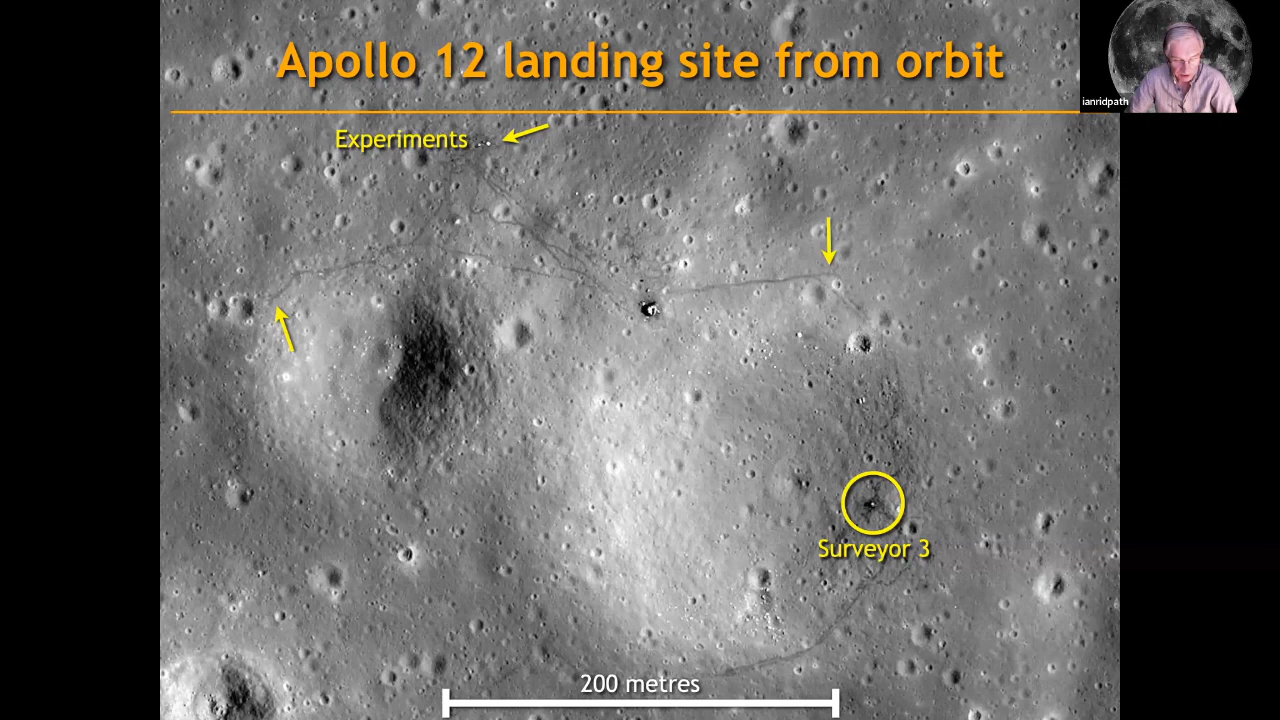 Apollo 12 landing site from orbit
ianridpath
Experiments
Surveyor 3
200 metres